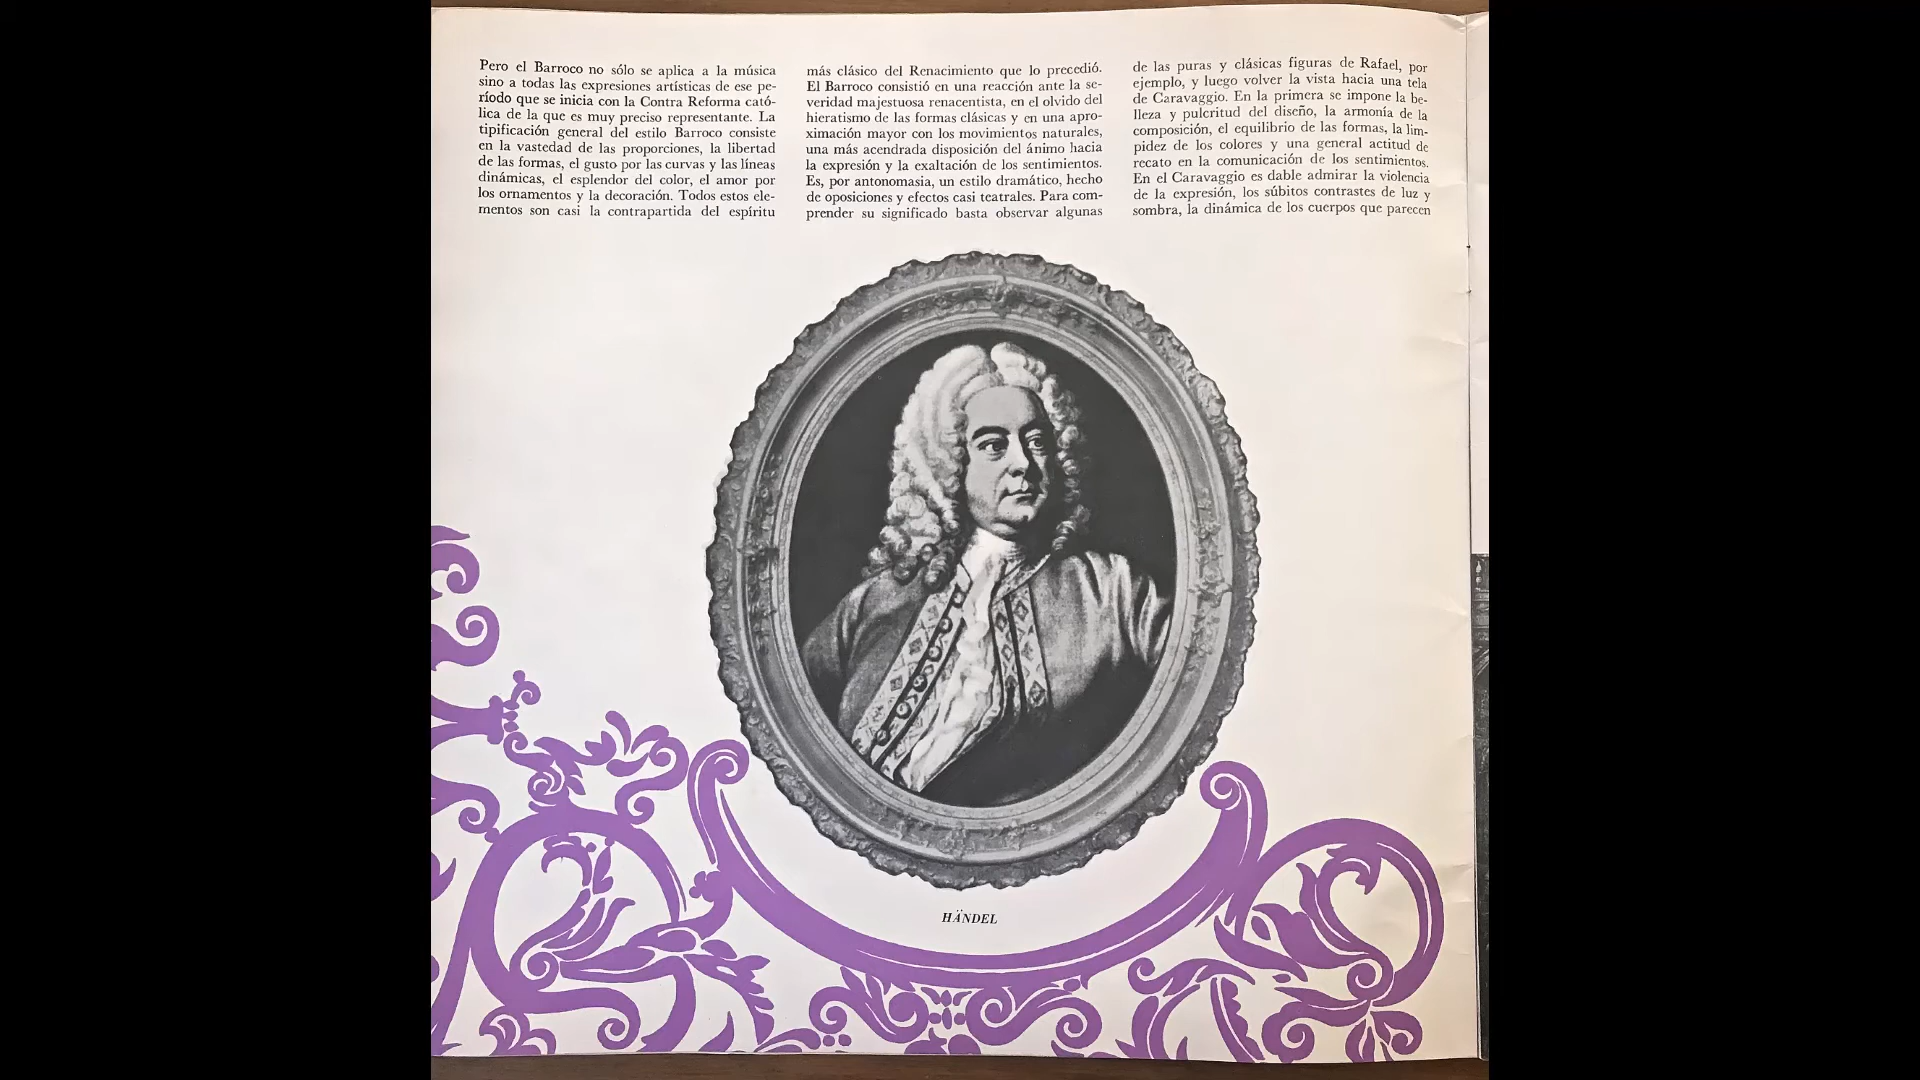 Pero el Barroco no sólo se aplica a la música
sino a todas las expresiones artísticas de ese pe-
ríodo que se inicia con la Contra Reforma cató-
lica de la que es muy preciso representante. La
tipificación general del estilo Barroco consiste
en la vastedad de las proporciones, la libertad
de las formas, el gusto por las curvas y las líneas
dinámicas, el esplendor del color, el amor por
los ornamentos y la decoración. Todos estos ele-
mentos son casi la contrapartida del espíritu
más clásico del Renacimiento que lo precedió.
El Barroco consistió en una reacción ante la se-
veridad majestuosa renacentista, en el olvido del
hieratismo de las formas clásicas y en una apro-
ximación mayor con los movimientos naturales,
una más acendrada disposición del ánimo hacia
la expresión y la exaltación de los sentimientos.
Es, por antonomasia, un estilo dramático, hecho
de oposiciones y efectos casi teatrales. Para com-
prender su significado basta observar algunas
de las puras y clásicas figuras de Rafael, por
ejemplo, y luego volver la vista hacia una tela
de Caravaggio. En la primera se impone la be-
lleza y pulcritud del diseño, la armonía de la
composición, el equilibrio de las formas, la lim-
pidez de los colores y una general actitud de
recato en la comunicación de los sentimientos.
En el Caravaggio es dable admirar la violencia
de la expresión, los súbitos contrastes de luz y
sombra, la dinámica de los cuerpos que parecen
HÄNDEL